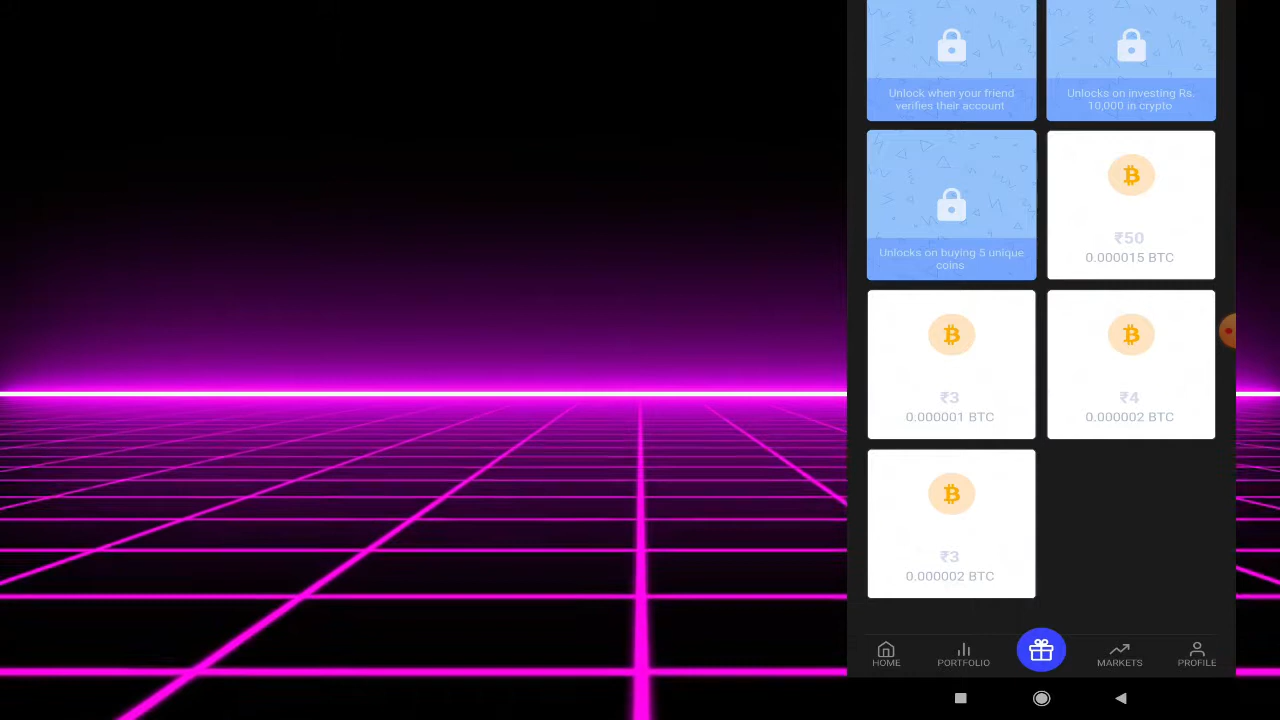 Unlock when your friend
verifies their account
Unlocks on investing Rs.
10,000 in crypto
Unlocks on buying 5 unique
coins
₹50
0.000015 BTC
₹3
0.000001 BTC
₹4
0.000002 BTC
₹3
0.000002 BTC
HOME
PORTFOLIO
MARKETS
PROFILE